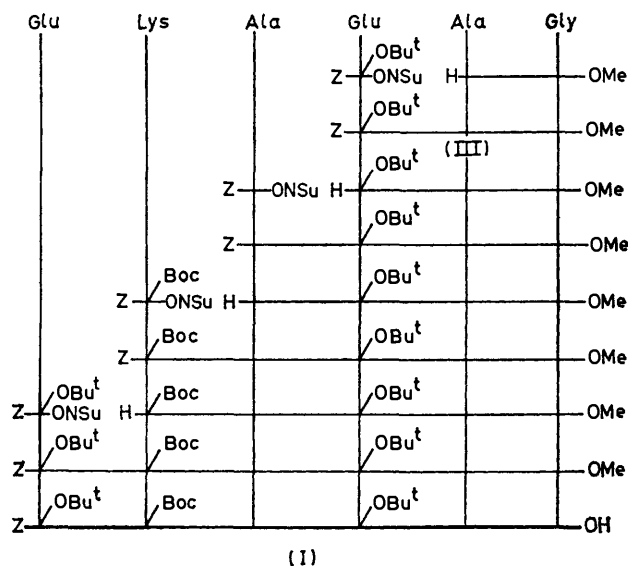 Glu Lys Ala Glu Ala Gly
OBuᵗ
Z ONSu H OMe
OBuᵗ
Z OMe
(III)
OBuᵗ
Z ONSu H OMe
OBuᵗ
Z OMe
Boc OBuᵗ
Z ONSu H OMe
Boc OBuᵗ
Z OMe
OBuᵗ Boc OBuᵗ
Z ONSu H OMe
OBuᵗ Boc OBuᵗ
Z OMe
OBuᵗ Boc OBuᵗ
Z OH
(I)